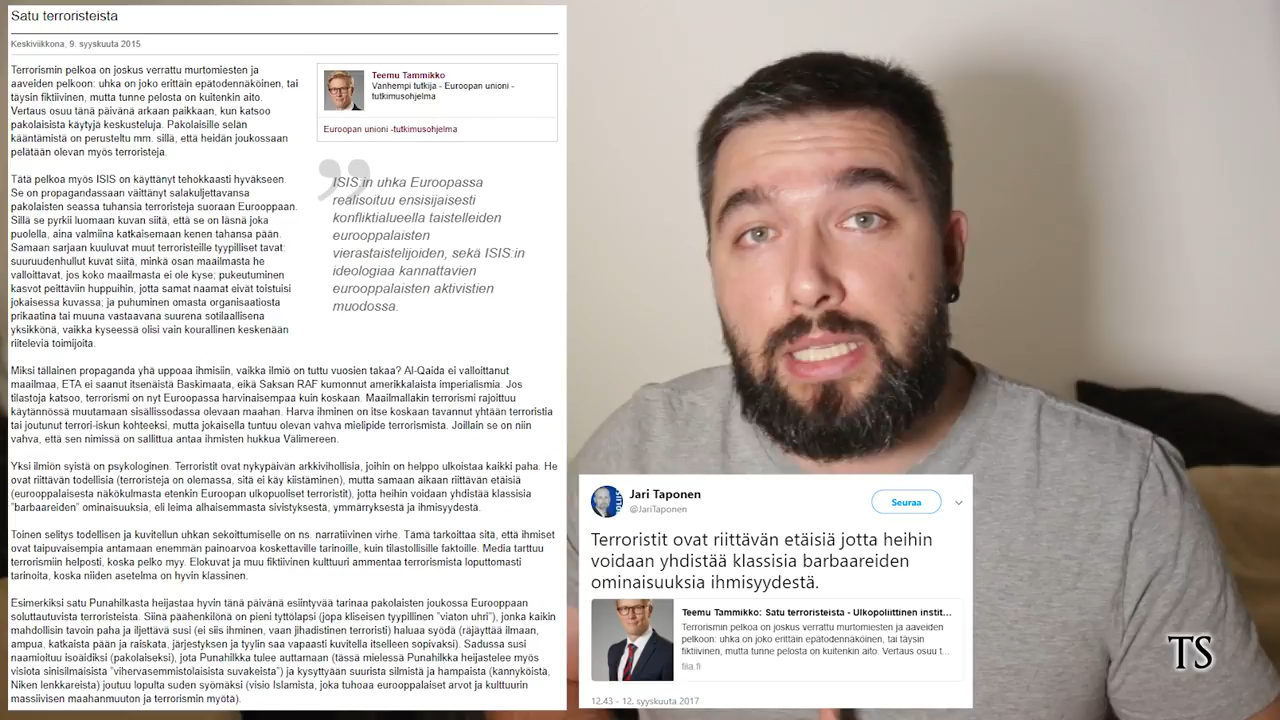 Satu terroristeista
Keskiviikkona, 9. syyskuuta 2015
Terrorismin pelkoa on joskus verrattu murtomiesten ja
aaveiden pelkoon: uhka on joko erittäin epätodennäköinen, tai
täysin fiktiivinen, mutta tunne pelosta on kuitenkin aito.
Vertaus osuu tänä päivänä arkaan paikkaan, kun katsoo
pakolaisista käytyjä keskusteluja. Pakolaisille selän
kääntämistä on perusteltu mm. sillä, että heidän joukossaan
pelätään olevan myös terroristeja.
Tätä pelkoa myös ISIS on käyttänyt tehokkaasti hyväkseen.
Se on propagandassaan väittänyt salakuljettavansa
pakolaisten seassa tuhansia terroristeja suoraan Eurooppaan.
Sillä se pyrkii luomaan kuvan siitä, että se on läsnä joka
puolella, aina valmiina katkaisemaan kenen tahansa pään.
Samaan sarjaan kuuluvat muut terroristeille tyypilliset tavat:
suuruudenhullut kuvat siitä, minkä osan maailmasta he
valloittavat, jos koko maailmasta ei ole kyse; pukeutuminen
kasvot peittäviin huppuihin, jotta samat naamat eivät toistuisi
jokaisessa kuvassa; ja puhuminen omasta organisaatiosta
prikaatina tai muuna vastaavana suurena sotilaallisena
yksikkönä, vaikka kyseessä olisi vain kourallinen keskenään
riiteleviä toimijoita.
Teemu Tammikko
Vanhempi tutkija - Euroopan unioni -
tutkimusohjelma
Euroopan unioni -tutkimusohjelma
ISIS:in uhka Euroopassa
realisoituu ensisijaisesti
konfliktialueella taistelleiden
eurooppalaisten
vierastaistelijoiden, sekä ISIS:in
ideologiaa kannattavien
eurooppalaisten aktivistien
muodossa.
Miksi tällainen propaganda yhä uppoaa ihmisiin, vaikka ilmiö on tuttu vuosien takaa? Al-Qaida ei valloittanut
maailmaa, ETA ei saanut itsenäistä Baskimaata, eikä Saksan RAF kumonnut amerikkalaista imperialismia. Jos
tilastoja katsoo, terrorismi on nyt Euroopassa harvinaisempaa kuin koskaan. Maailmallakin terrorismi rajoittuu
käytännössä muutamaan sisällissodassa olevaan maahan. Harva ihminen on itse koskaan tavannut yhtään terroristia
tai joutunut terrori-iskun kohteeksi, mutta jokaisella tuntuu olevan vahva mielipide terrorismista. Joillain se on niin
vahva, että sen nimissä on sallittua antaa ihmisten hukkua Välimereen.
Yksi ilmiön syistä on psykologinen. Terroristit ovat nykypäivän arkkivihollisia, joihin on helppo ulkoistaa kaikki paha. He
ovat riittävän todellisia (terroristeja on olemassa, sitä ei käy kiistäminen), mutta samaan aikaan riittävän etäisiä
(eurooppalaisesta näkökulmasta etenkin Euroopan ulkopuoliset terroristit), jotta heihin voidaan yhdistää klassisia
"barbaareiden" ominaisuuksia, eli leima vähäisemmästä sivistyksestä, ymmärryksestä ja ihmisyydestä.
Toinen selitys todellisen ja kuvitellun uhkan sekoittumiselle on ns. narratiivinen virhe. Tämä tarkoittaa sitä, että ihmiset
ovat taipuvaisempia antamaan enemmän painoarvoa koskettaville tarinoille, kuin tilastollisille faktoille. Media tarttuu
terrorismiin helposti, koska pelko myy. Elokuvat ja muu fiktiivinen kulttuuri ammentaa terrorismista loputtomasti
tarinoita, koska niiden asetelma on hyvin klassinen.
Esimerkiksi satu Punahilkasta heijastaa hyvin tänä päivänä esiintyvää tarinaa pakolaisten joukossa Eurooppaan
soluttautuvista terroristeista. Siinä päähenkilönä on pieni tyttölapsi (jopa kliseisen tyypillinen "viaton uhri"), jonka kaikin
mahdollisin tavoin paha ja iljettävä susi (ei siis ihminen, vaan jihadistinen terroristi) haluaa syödä (räjäyttää ilmaan,
ampua, katkaista pään ja raiskata, järjestyksen ja tyylin saa vapaasti kuvitella itselleen sopivaksi). Sadussa susi
naamioituu isoäidiksi (pakolaiseksi), jota Punahilkka tulee auttamaan (tässä mielessä Punahilkka heijastelee myös
visiota sinisilmäisistä "vihervasemmistolaisista suvakeista") ja kysyttyään suurista silmistä ja hampaista (kännyköistä,
Niken lenkkareista) joutuu lopulta suden syömäksi (visio Islamista, joka tuhoaa eurooppalaiset arvot ja kulttuurin
massiivisen maahanmuuton ja terrorismin myötä).
Jari Taponen
@JariTaponen
Seuraa
Terroristit ovat riittävän etäisiä jotta heihin
voidaan yhdistää klassisia barbaareiden
ominaisuuksia ihmisyydestä.
Teemu Tammikko: Satu terroristeista - Ulkopoliittinen instit...
Terrorismin pelkoa on joskus verrattu murtomiesten ja aaveiden
pelkoon: uhka on joko erittäin epätodennäköinen, tai täysin
fiktiivinen, mutta tunne pelosta on kuitenkin aito. Vertaus osuu t...
fiia.fi
12.43 - 12. syyskuuta 2017
TS